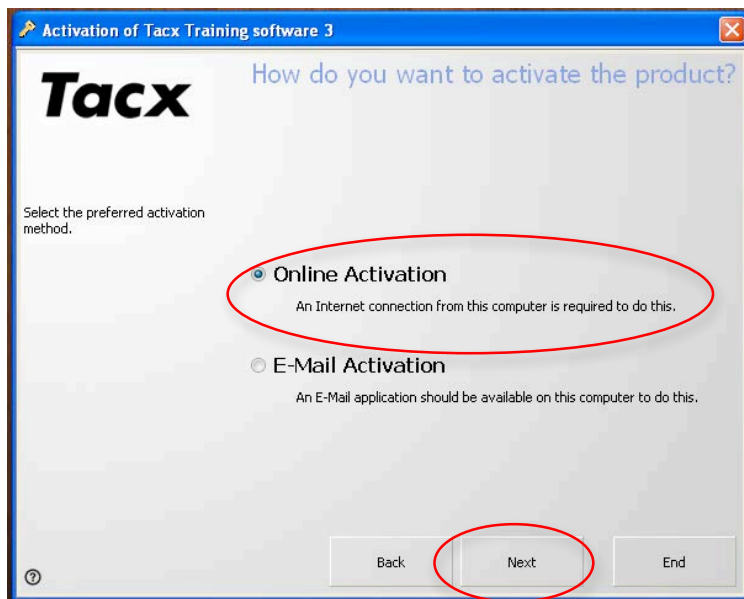 Activation of Tacx Training software 3
Tacx
How do you want to activate the product?
Select the preferred activation
method.
Online Activation
An Internet connection from this computer is required to do this.
E-Mail Activation
An E-Mail application should be available on this computer to do this.
Back
Next
End
?